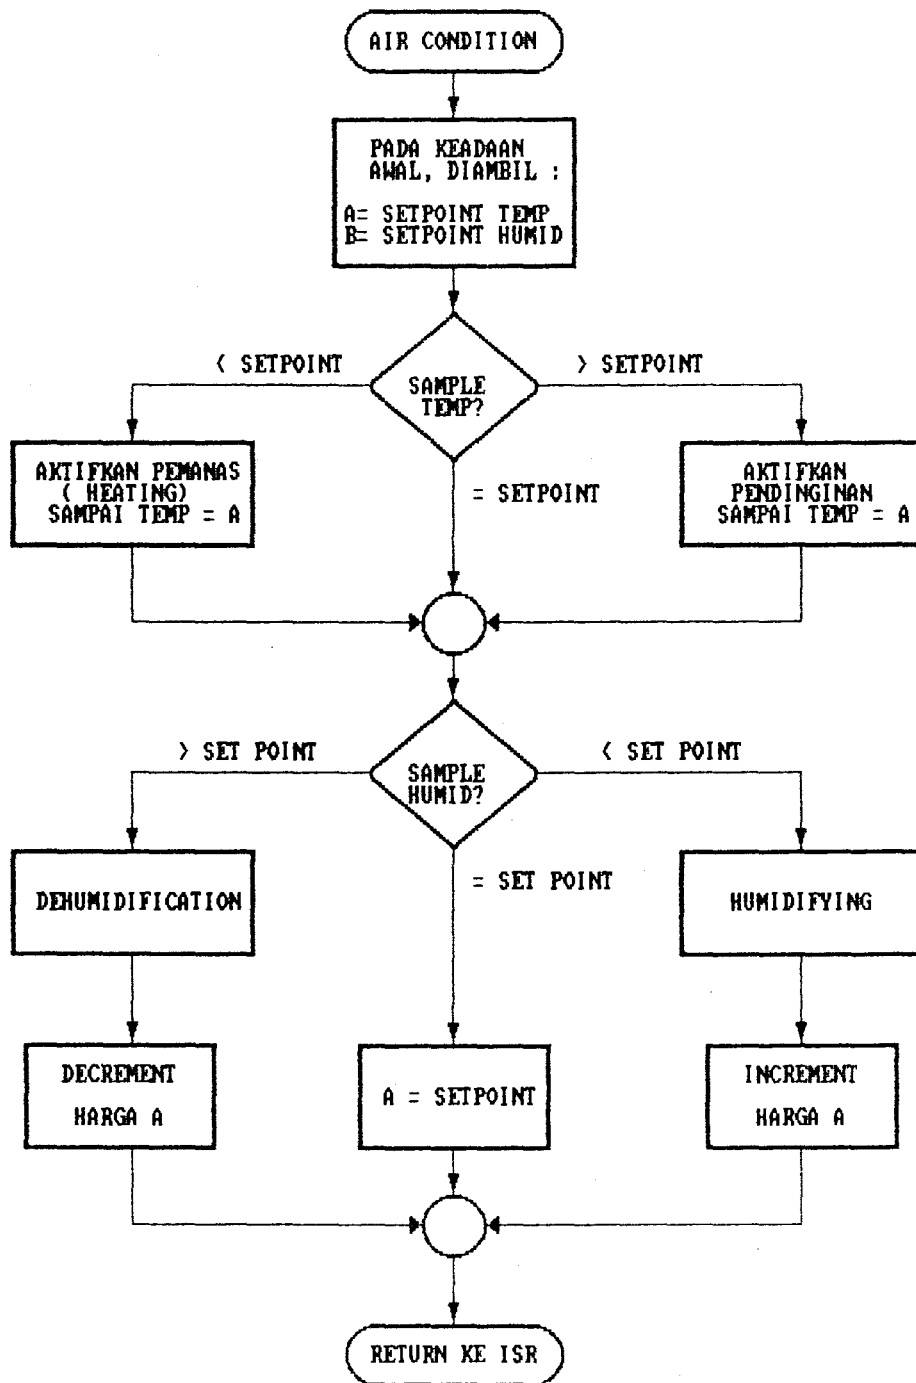 AIR CONDITION
PADA KEADAAN
AWAL, DIAMBIL :
A= SETPOINT TEMP
B= SETPOINT HUMID
< SETPOINT
> SETPOINT
SAMPLE
TEMP?
AKTIFKAN PEMANAS
( HEATING)
SAMPAI TEMP = A
= SETPOINT
AKTIFKAN
PENDINGINAN
SAMPAI TEMP = A
> SET POINT
< SET POINT
SAMPLE
HUMID?
DEHUMIDIFICATION
= SET POINT
HUMIDIFYING
DECREMENT
HARGA A
A = SETPOINT
INCREMENT
HARGA A
RETURN KE ISR